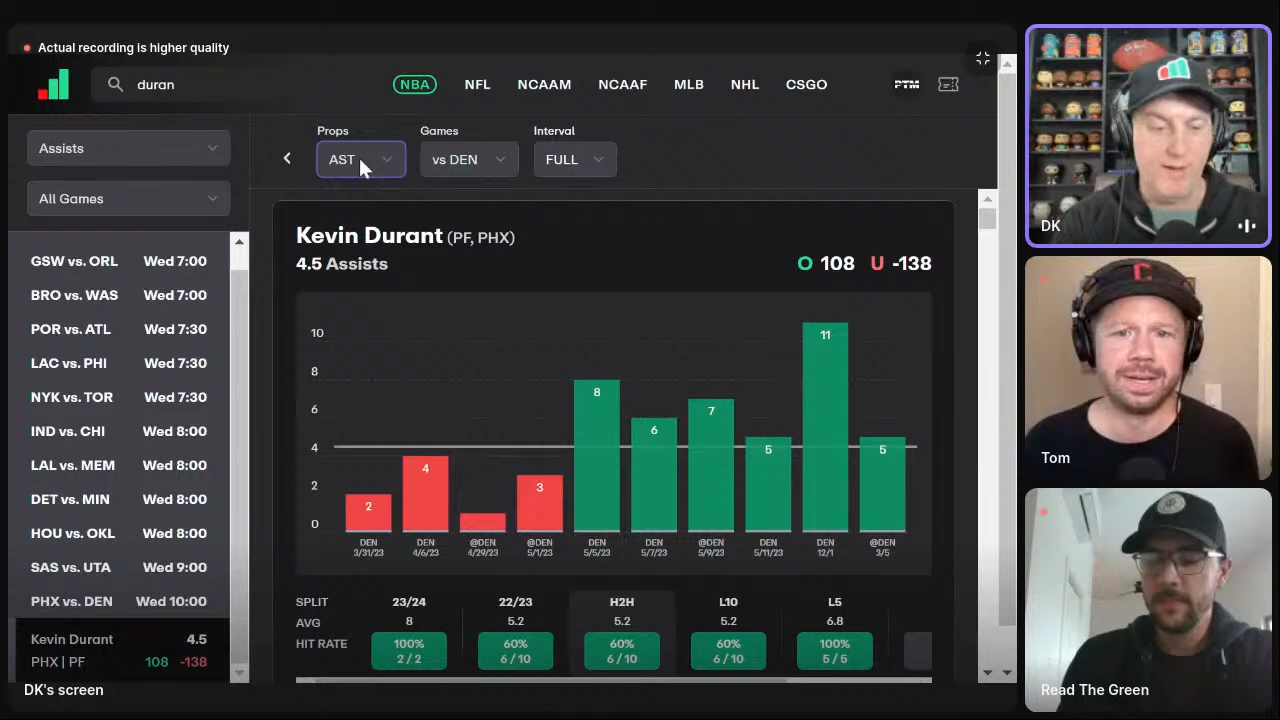 Actual recording is higher quality
duran
NBA NFL NCAAM NCAAF MLB NHL CSGO
Assists
All Games
Props Games Interval
AST vs DEN FULL
GSW vs. ORL Wed 7:00
BRO vs. WAS Wed 7:00
POR vs. ATL Wed 7:30
LAC vs. PHI Wed 7:30
NYK vs. TOR Wed 7:30
IND vs. CHI Wed 8:00
LAL vs. MEM Wed 8:00
DET vs. MIN Wed 8:00
HOU vs. OKL Wed 8:00
SAS vs. UTA Wed 9:00
PHX vs. DEN Wed 10:00
Kevin Durant 4.5
PHX | PF 108 -138
Kevin Durant (PF, PHX)
4.5 Assists O 108 U -138
10
8
6
4
2
0
2 4 3 8 6 7 5 11 5
DEN DEN @DEN @DEN DEN DEN @DEN DEN DEN @DEN
3/31/23 4/6/23 4/29/23 5/1/23 5/5/23 5/7/23 5/9/23 5/11/23 12/1 3/5
SPLIT 23/24 22/23 H2H L10 L5
AVG 8 5.2 5.2 5.2 6.8
HIT RATE 100% 60% 60% 60% 100%
2 / 2 6 / 10 6 / 10 6 / 10 5 / 5
DK's screen
DK
Tom
Read The Green